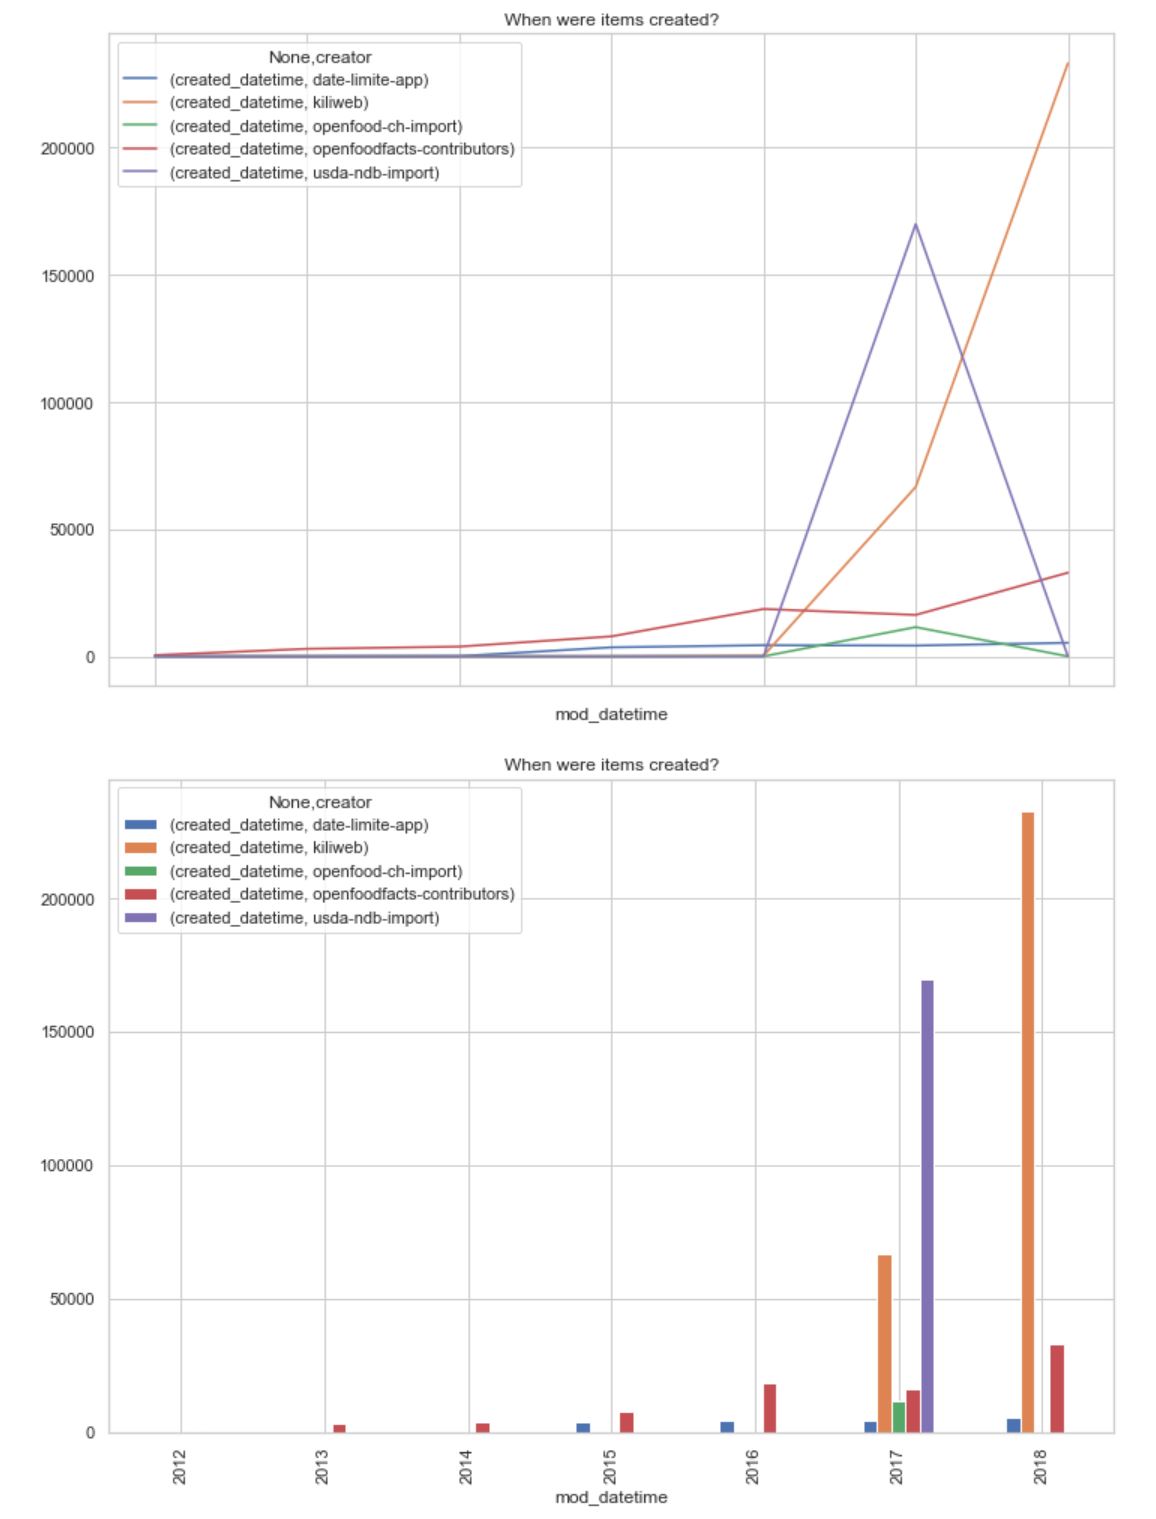 When were items created?
None,creator
(created_datetime, date-limite-app)
(created_datetime, kiliweb)
(created_datetime, openfood-ch-import)
(created_datetime, openfoodfacts-contributors)
(created_datetime, usda-ndb-import)
200000
150000
100000
50000
0
mod_datetime
When were items created?
None,creator
(created_datetime, date-limite-app)
(created_datetime, kiliweb)
(created_datetime, openfood-ch-import)
(created_datetime, openfoodfacts-contributors)
(created_datetime, usda-ndb-import)
200000
150000
100000
50000
0
2012
2013
2014
2015
2016
2017
2018
mod_datetime